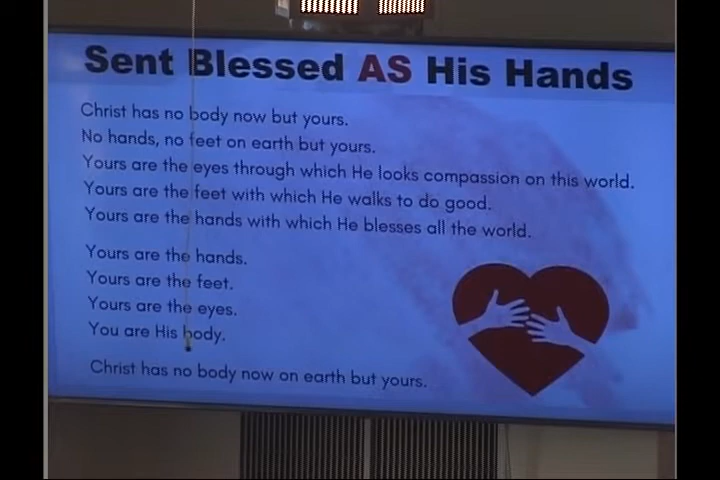 Sent Blessed AS His Hands
Christ has no body now but yours.
No hands, no feet on earth but yours.
Yours are the eyes through which He looks compassion on this world.
Yours are the feet with which He walks to do good.
Yours are the hands with which He blesses all the world.
Yours are the hands.
Yours are the feet.
Yours are the eyes.
You are His body.
Christ has no body now on earth but yours.